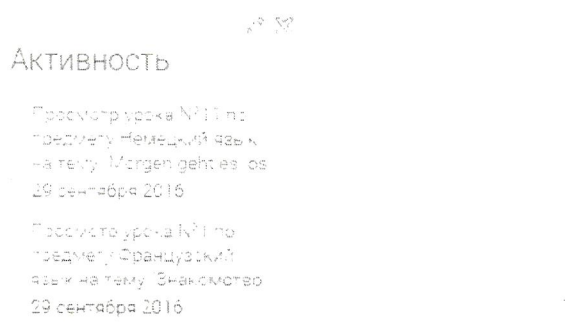 Активность
Просмотр урока №11 по
предмету Немецкий язык
на тему Morgen geht es los
29 сентября 2016
Просмотр урока №1 по
предмету Французский
язык на тему Знакомство
29 сентября 2016